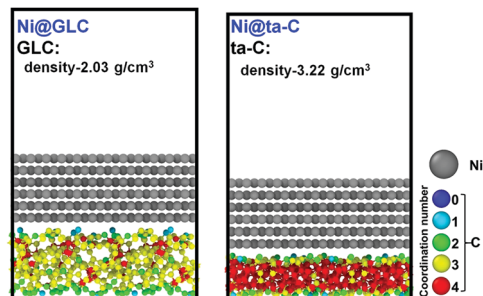 Ni@GLC
GLC:
density-2.03 g/cm³
Ni@ta-C
ta-C:
density-3.22 g/cm³
Ni
Coordination number
0
1
2
3
4
C